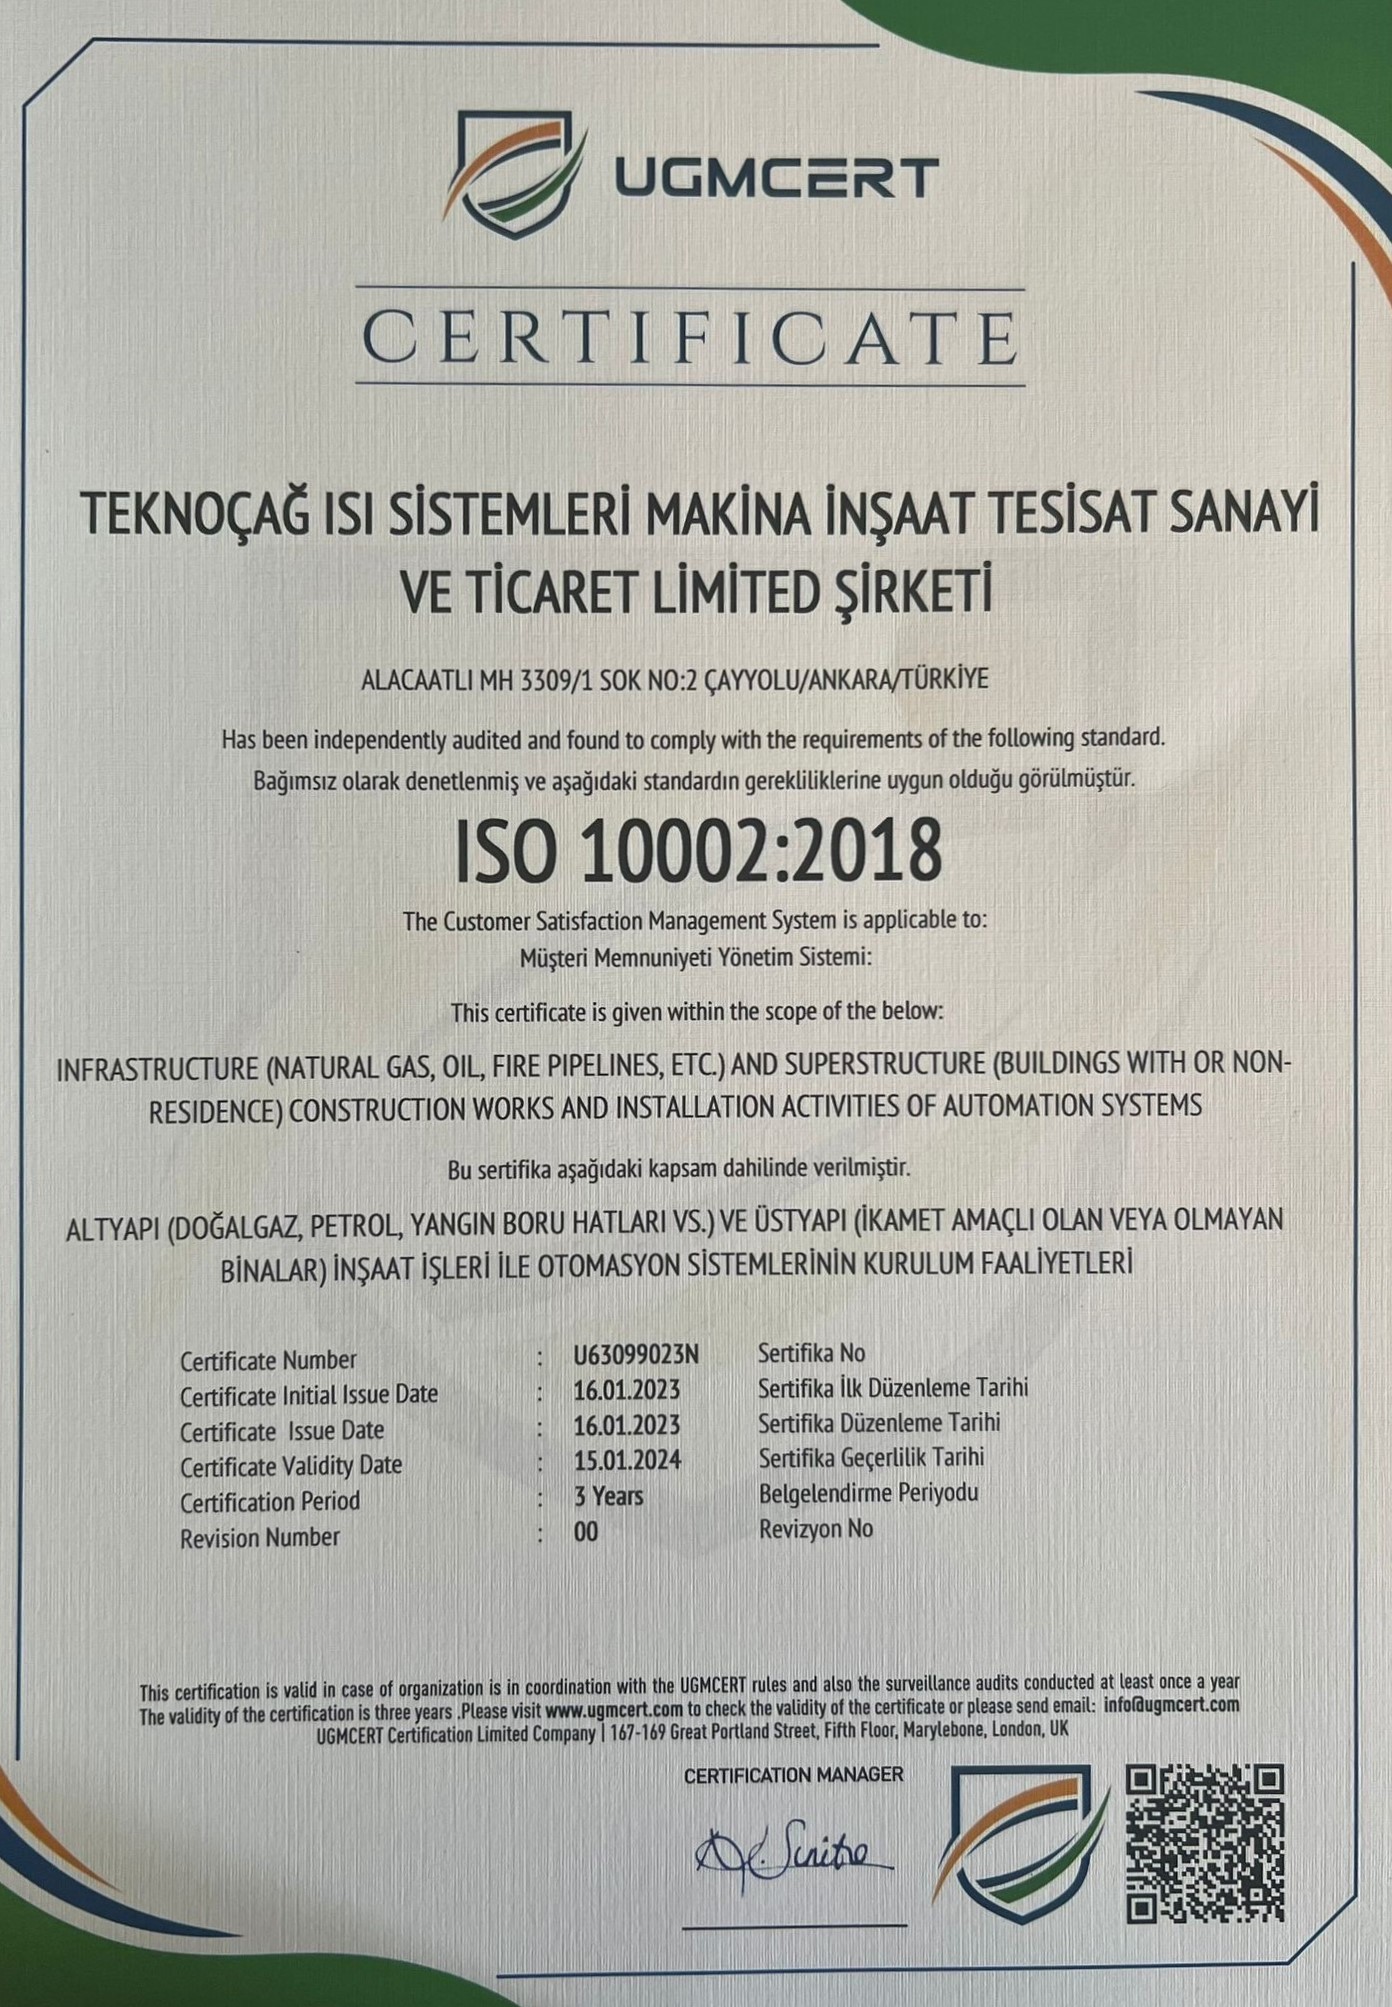 UGMCERT
CERTIFICATE
TEKNOÇAĞ ISI SİSTEMLERİ MAKİNA İNŞAAT TESİSAT SANAYİ
VE TİCARET LİMİTED ŞİRKETİ
ALACAATLI MH 3309/1 SOK NO:2 ÇAYYOLU/ANKARA/TÜRKİYE
Has been independently audited and found to comply with the requirements of the following standard.
Bağımsız olarak denetlenmiş ve aşağıdaki standardın gerekliliklerine uygun olduğu görülmüştür.
ISO 10002:2018
The Customer Satisfaction Management System is applicable to:
Müşteri Memnuniyeti Yönetim Sistemi:
This certificate is given within the scope of the below:
INFRASTRUCTURE (NATURAL GAS, OIL, FIRE PIPELINES, ETC.) AND SUPERSTRUCTURE (BUILDINGS WITH OR NON-
RESIDENCE) CONSTRUCTION WORKS AND INSTALLATION ACTIVITIES OF AUTOMATION SYSTEMS
Bu sertifika aşağıdaki kapsam dahilinde verilmiştir.
ALTYAPI (DOĞALGAZ, PETROL, YANGIN BORU HATLARI VS.) VE ÜSTYAPI (İKAMET AMAÇLI OLAN VEYA OLMAYAN
BİNALAR) İNŞAAT İŞLERİ İLE OTOMASYON SİSTEMLERİNİN KURULUM FAALİYETLERİ
Certificate Number : U63099023N Sertifika No
Certificate Initial Issue Date : 16.01.2023 Sertifika İlk Düzenleme Tarihi
Certificate Issue Date : 16.01.2023 Sertifika Düzenleme Tarihi
Certificate Validity Date : 15.01.2024 Sertifika Geçerlilik Tarihi
Certification Period : 3 Years Belgelendirme Periyodu
Revision Number : 00 Revizyon No
This certification is valid in case of organization is in coordination with the UGMCERT rules and also the surveillance audits conducted at least once a year
The validity of the certification is three years .Please visit www.ugmcert.com to check the validity of the certificate or please send email: info@ugmcert.com
UGMCERT Certification Limited Company | 167-169 Great Portland Street, Fifth Floor, Marylebone, London, UK
CERTIFICATION MANAGER